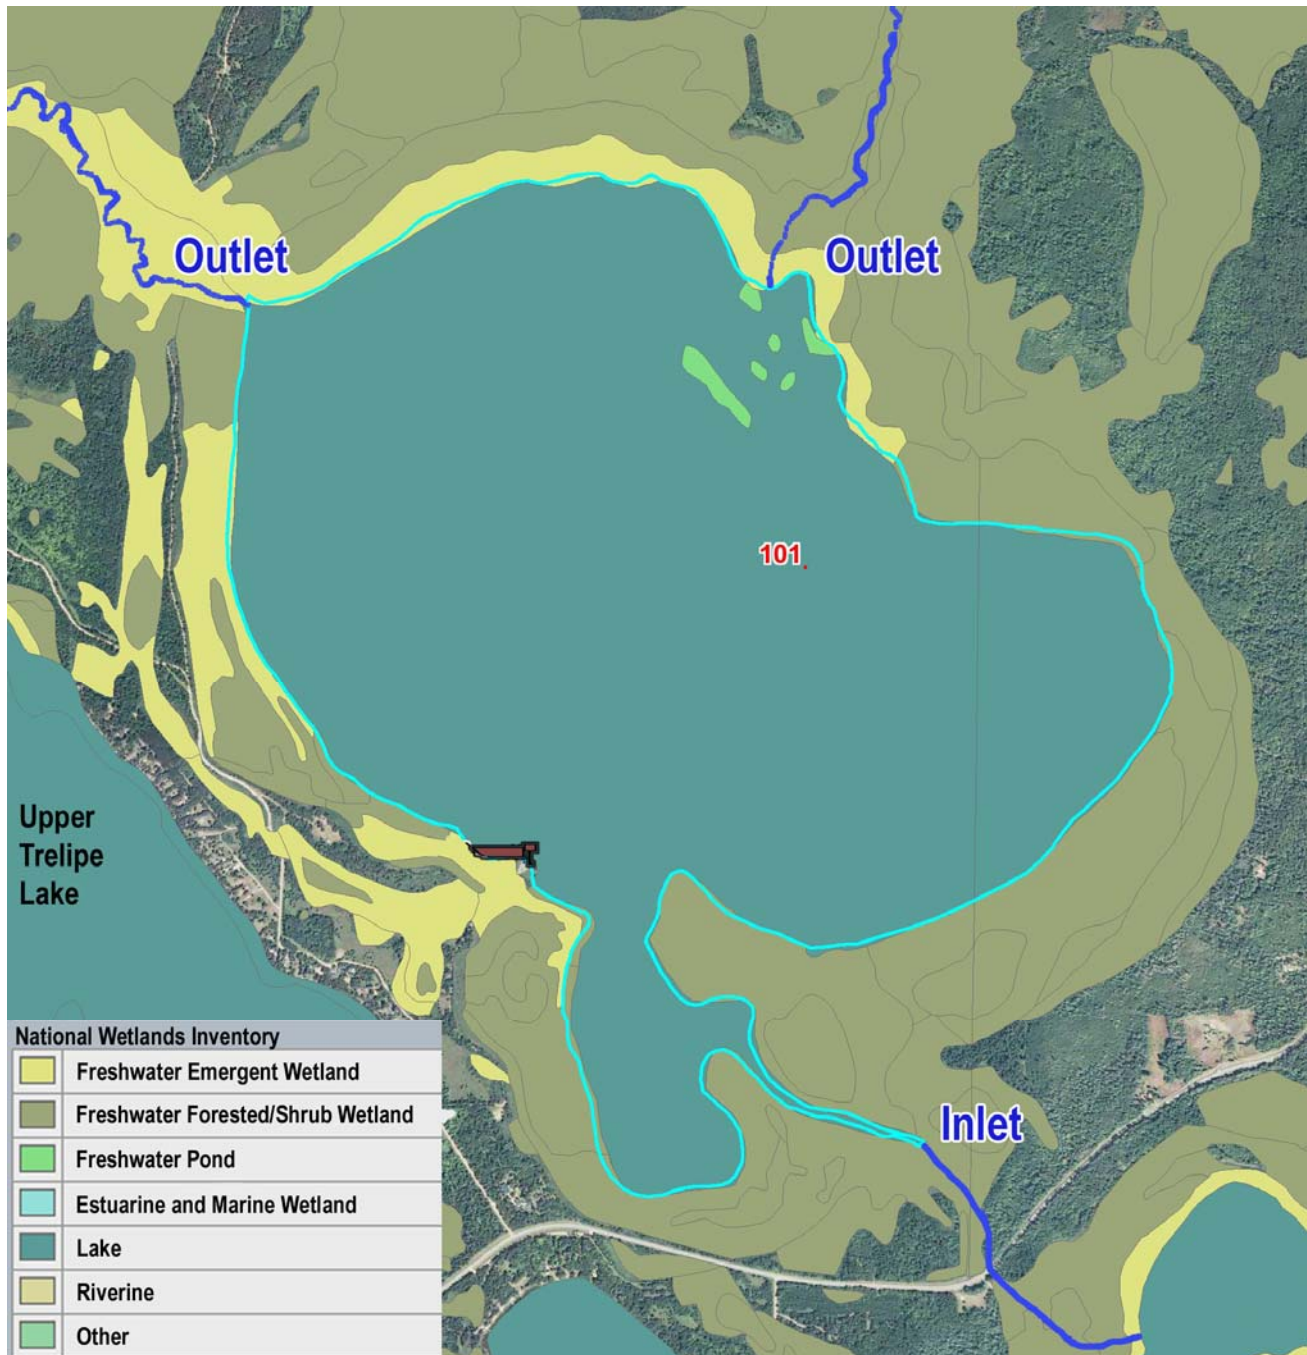 Outlet
Outlet
101
Upper
Trelipe
Lake
Inlet
National Wetlands Inventory
Freshwater Emergent Wetland
Freshwater Forested/Shrub Wetland
Freshwater Pond
Estuarine and Marine Wetland
Lake
Riverine
Other